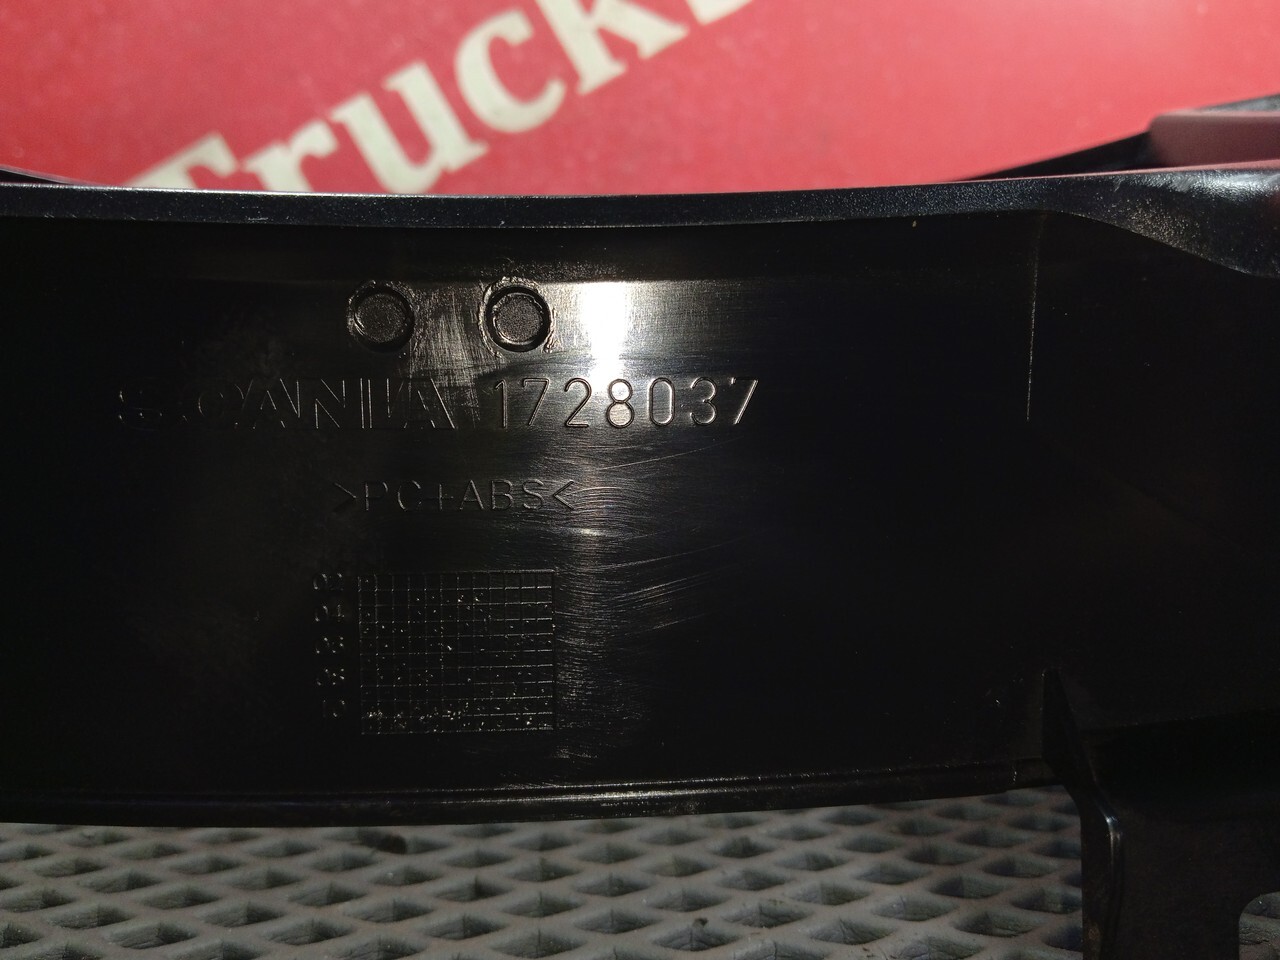 Truck
SCANIA 1728037
>PC+ABS<